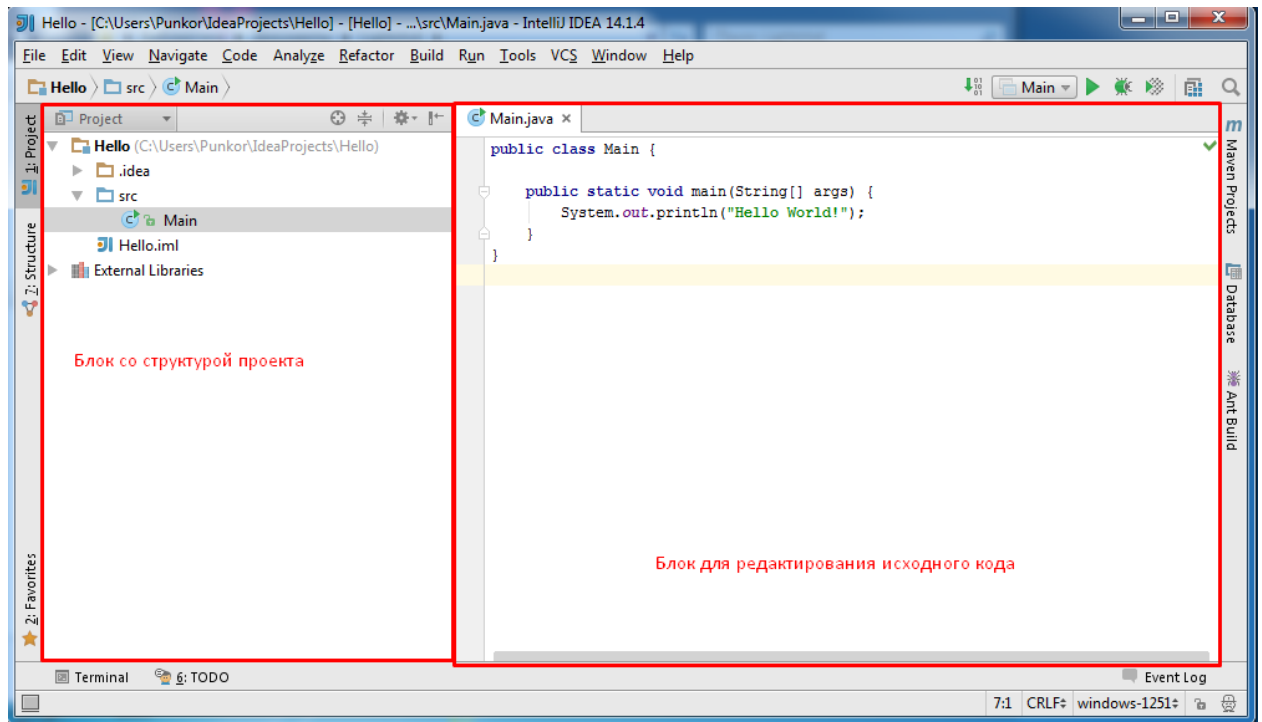 Hello - [C:\Users\Punkor\IdeaProjects\Hello] - [Hello] - ...\src\Main.java - IntelliJ IDEA 14.1.4
File Edit View Navigate Code Analyze Refactor Build Run Tools VCS Window Help
Hello src Main
Main
1: Project
7: Structure
2: Favorites
Project
Hello (C:\Users\Punkor\IdeaProjects\Hello)
.idea
src
Main
Hello.iml
External Libraries
Блок со структурой проекта
Main.java
public class Main {
public static void main(String[] args) {
System.out.println("Hello World!");
}
}
Блок для редактирования исходного кода
Maven Projects
Database
Ant Build
Terminal 6: TODO Event Log
7:1 CRLF windows-1251